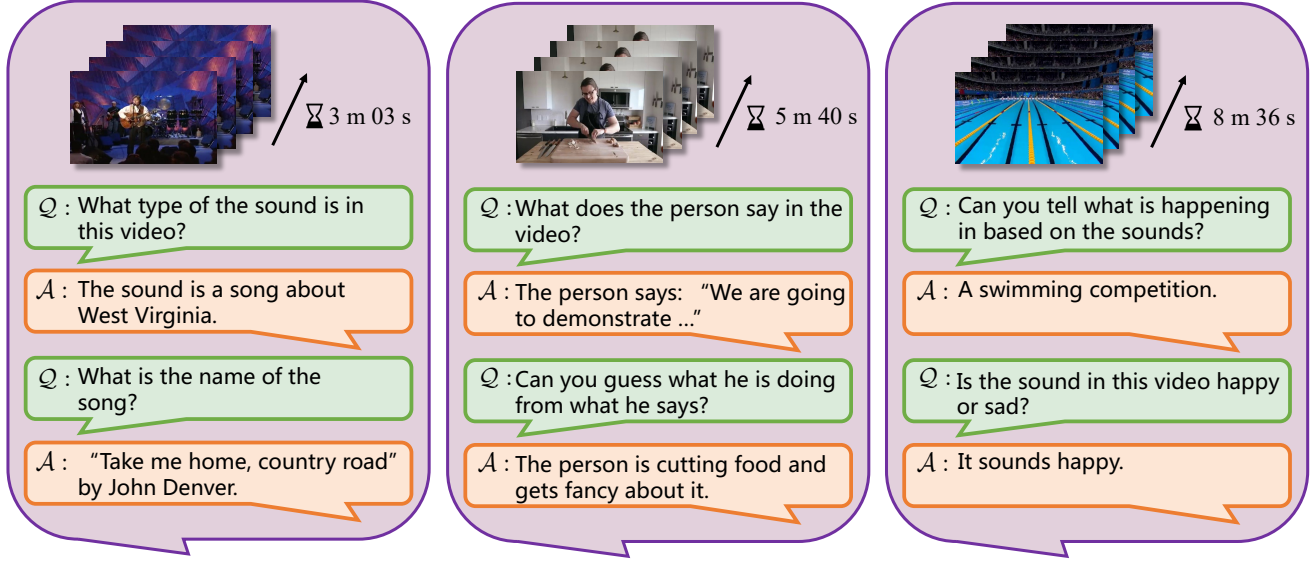 3 m 03 s
Q : What type of the sound is in
this video?
A : The sound is a song about
West Virginia.
Q : What is the name of the
song?
A : “Take me home, country road”
by John Denver.
5 m 40 s
Q : What does the person say in the
video?
A : The person says: “We are going
to demonstrate ...”
Q : Can you guess what he is doing
from what he says?
A : The person is cutting food and
gets fancy about it.
8 m 36 s
Q : Can you tell what is happening
in based on the sounds?
A : A swimming competition.
Q : Is the sound in this video happy
or sad?
A : It sounds happy.